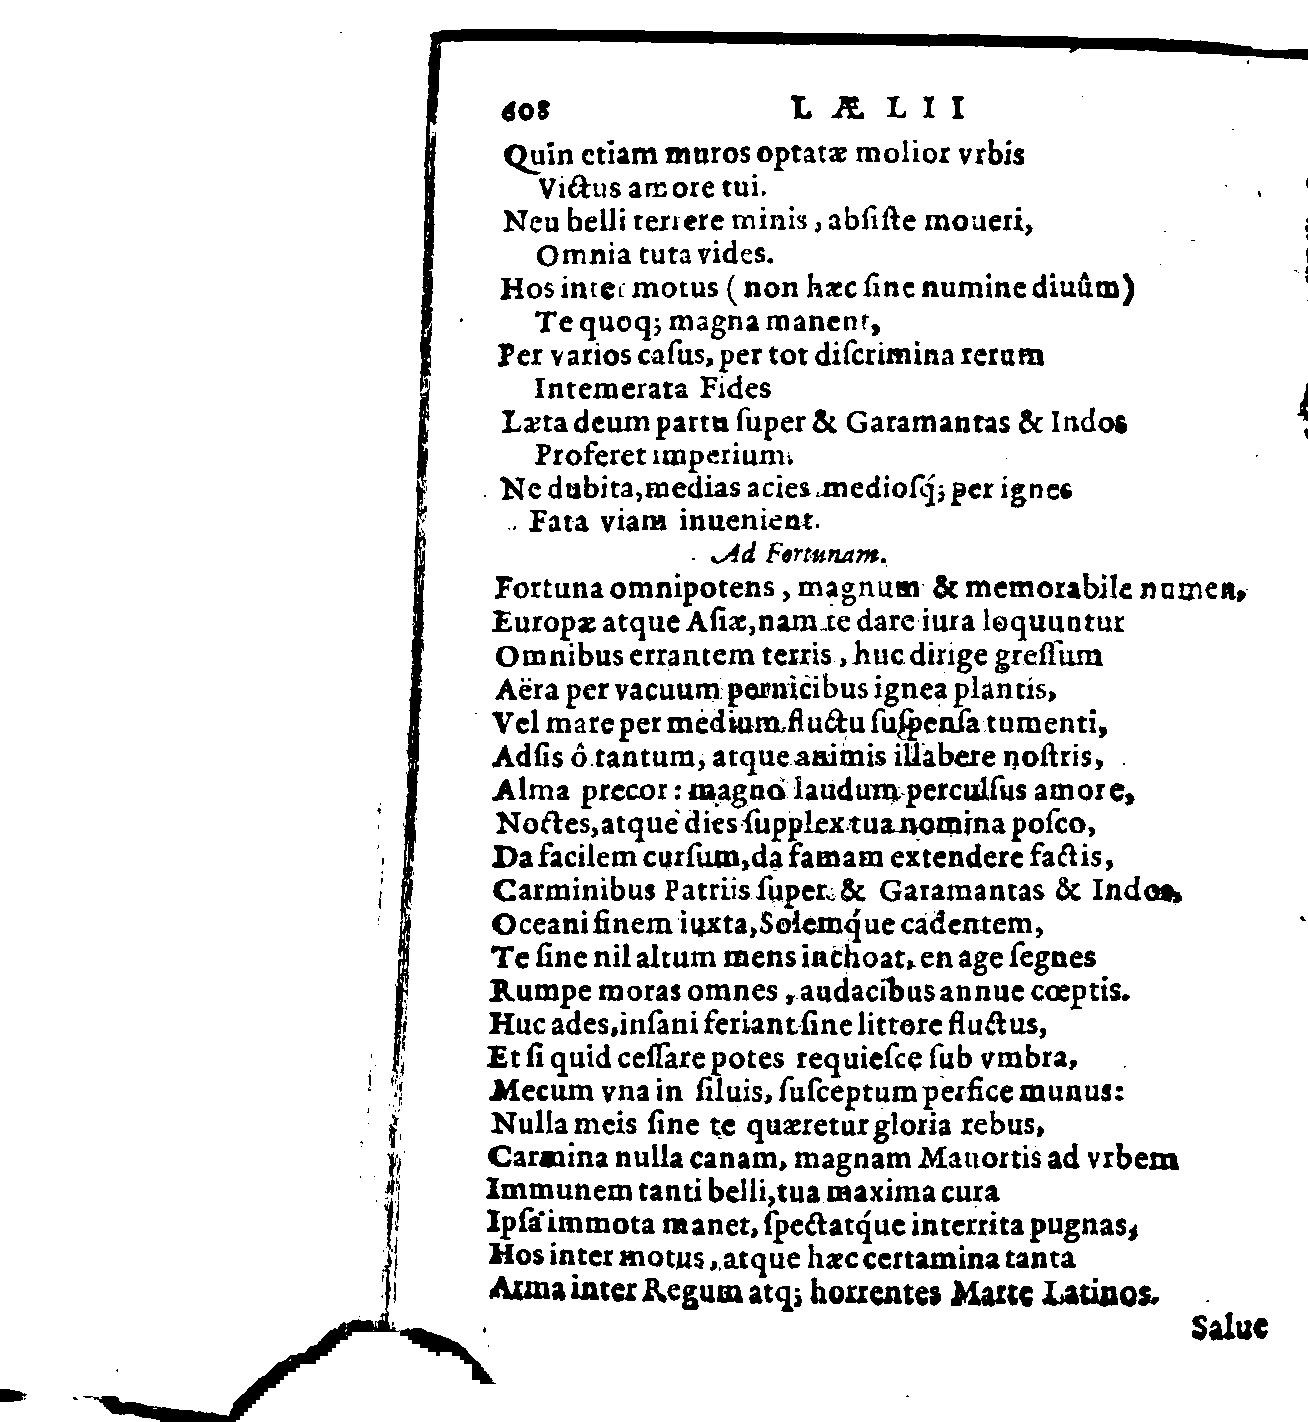 608 LÆLII
Quin etiam muros optatæ molior vrbis
Victus amore tui.
Neu belli terrere minis, absiste moueri,
Omnia tuta vides.
Hos inter motus (non hæc sine numine diuûm)
Te quoq; magna manent,
Per varios casus, per tot discrimina rerum
Intemerata Fides
Læta deum partu super & Garamantas & Indos
Proferet imperium.
Ne dubita, medias acies mediosq́; per ignes
Fata viam inuenient.
Ad Fortunam.
Fortuna omnipotens, magnum & memorabile numen,
Europæ atque Asiæ, nam te dare iura loquuntur
Omnibus errantem terris, huc dirige gressum
Aëra per vacuum pernicibus ignea plantis,
Vel mare per medium fluctu suspensa tumenti,
Adsis ô tantum, atque animis illabere nostris,
Alma precor: magno laudum perculsus amore,
Noctes, atque dies supplex tua nomina posco,
Da facilem cursum, da famam extendere factis,
Carminibus Patriis super & Garamantas & Indos,
Oceani finem iuxta, Solemq́ue cadentem,
Te sine nil altum mens inchoat, en age segnes
Rumpe moras omnes, audacibus annue cœptis.
Huc ades, insani feriant sine littore fluctus,
Et si quid cessare potes requiesce sub vmbra,
Mecum vna in siluis, susceptum perfice munus:
Nulla meis sine te quæretur gloria rebus,
Carmina nulla canam, magnam Mauortis ad vrbem
Immunem tanti belli, tua maxima cura
Ipsa immota manet, spectatq́ue interrita pugnas,
Hos inter motus, atque hæc certamina tanta
Arma inter Regum atq; horrentes Marte Latinos.
Salue